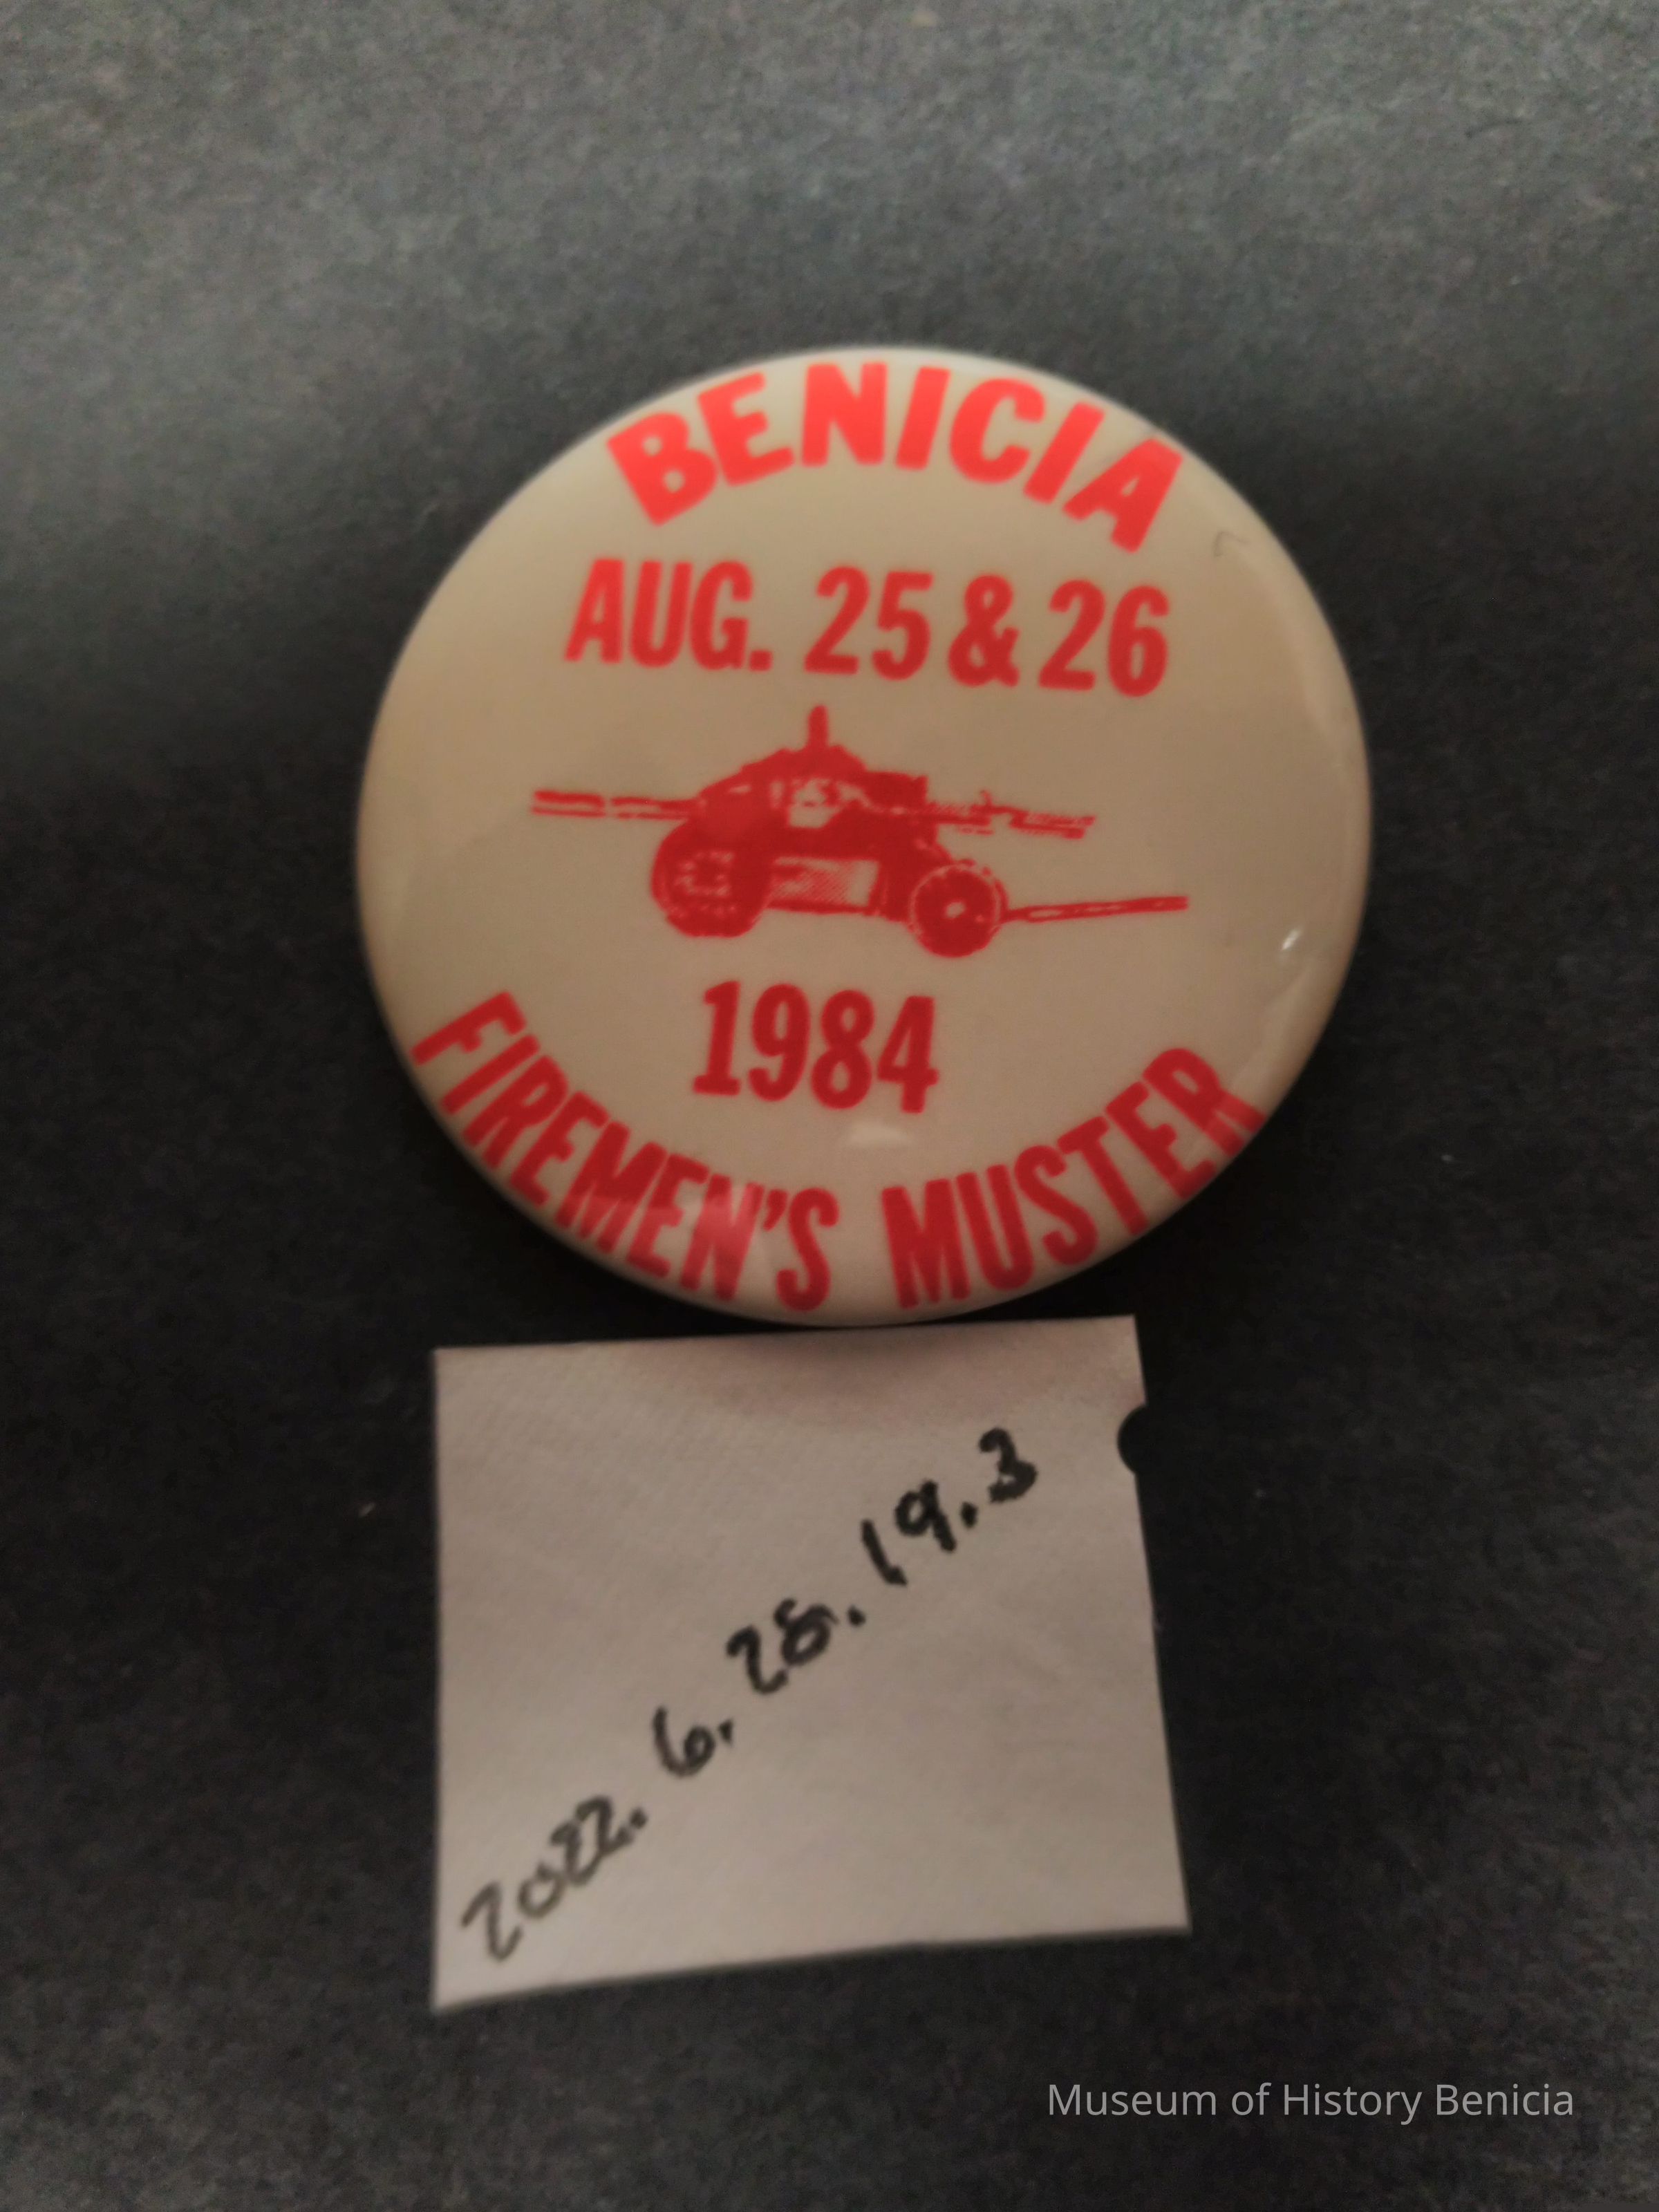 BENICIA
AUG. 25 & 26
1984
FIREMEN'S MUSTER
2022. 6. 28. 19. 3
Museum of History Benicia